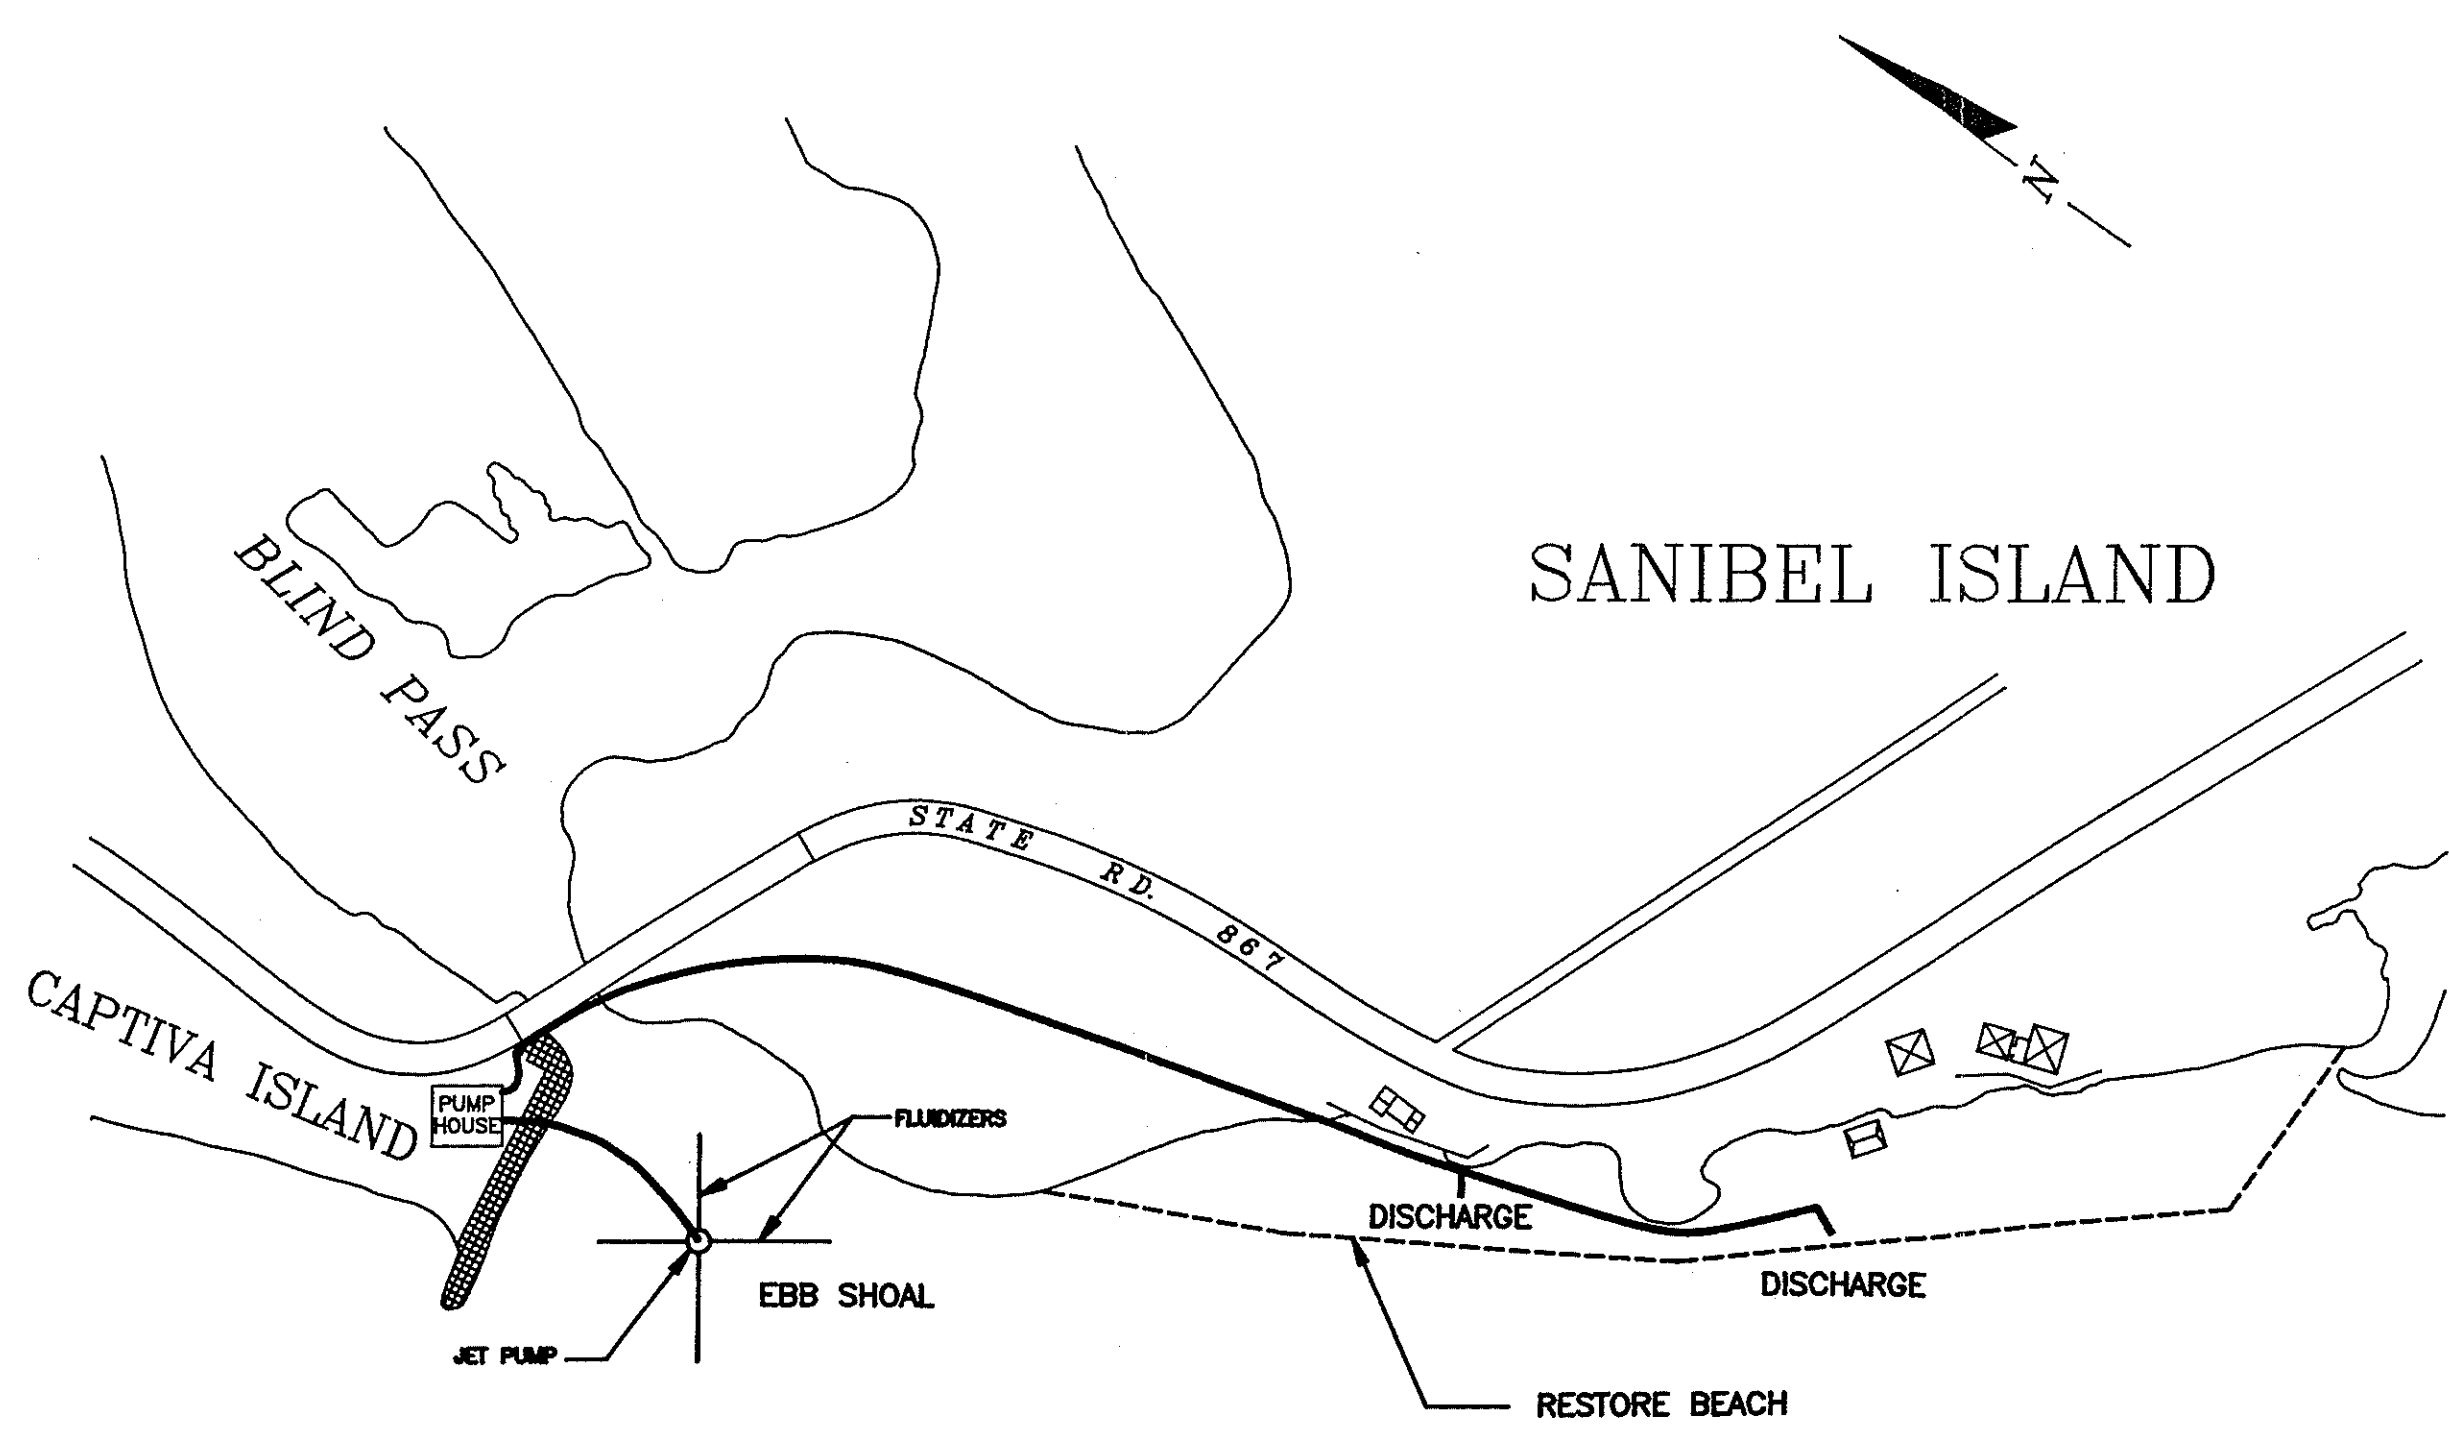 N
SANIBEL ISLAND
BLIND PASS
STATE RD. 867
CAPTIVA ISLAND
PUMP
HOUSE
FLUIDIZERS
DISCHARGE
EBB SHOAL
DISCHARGE
JET PUMP
RESTORE BEACH